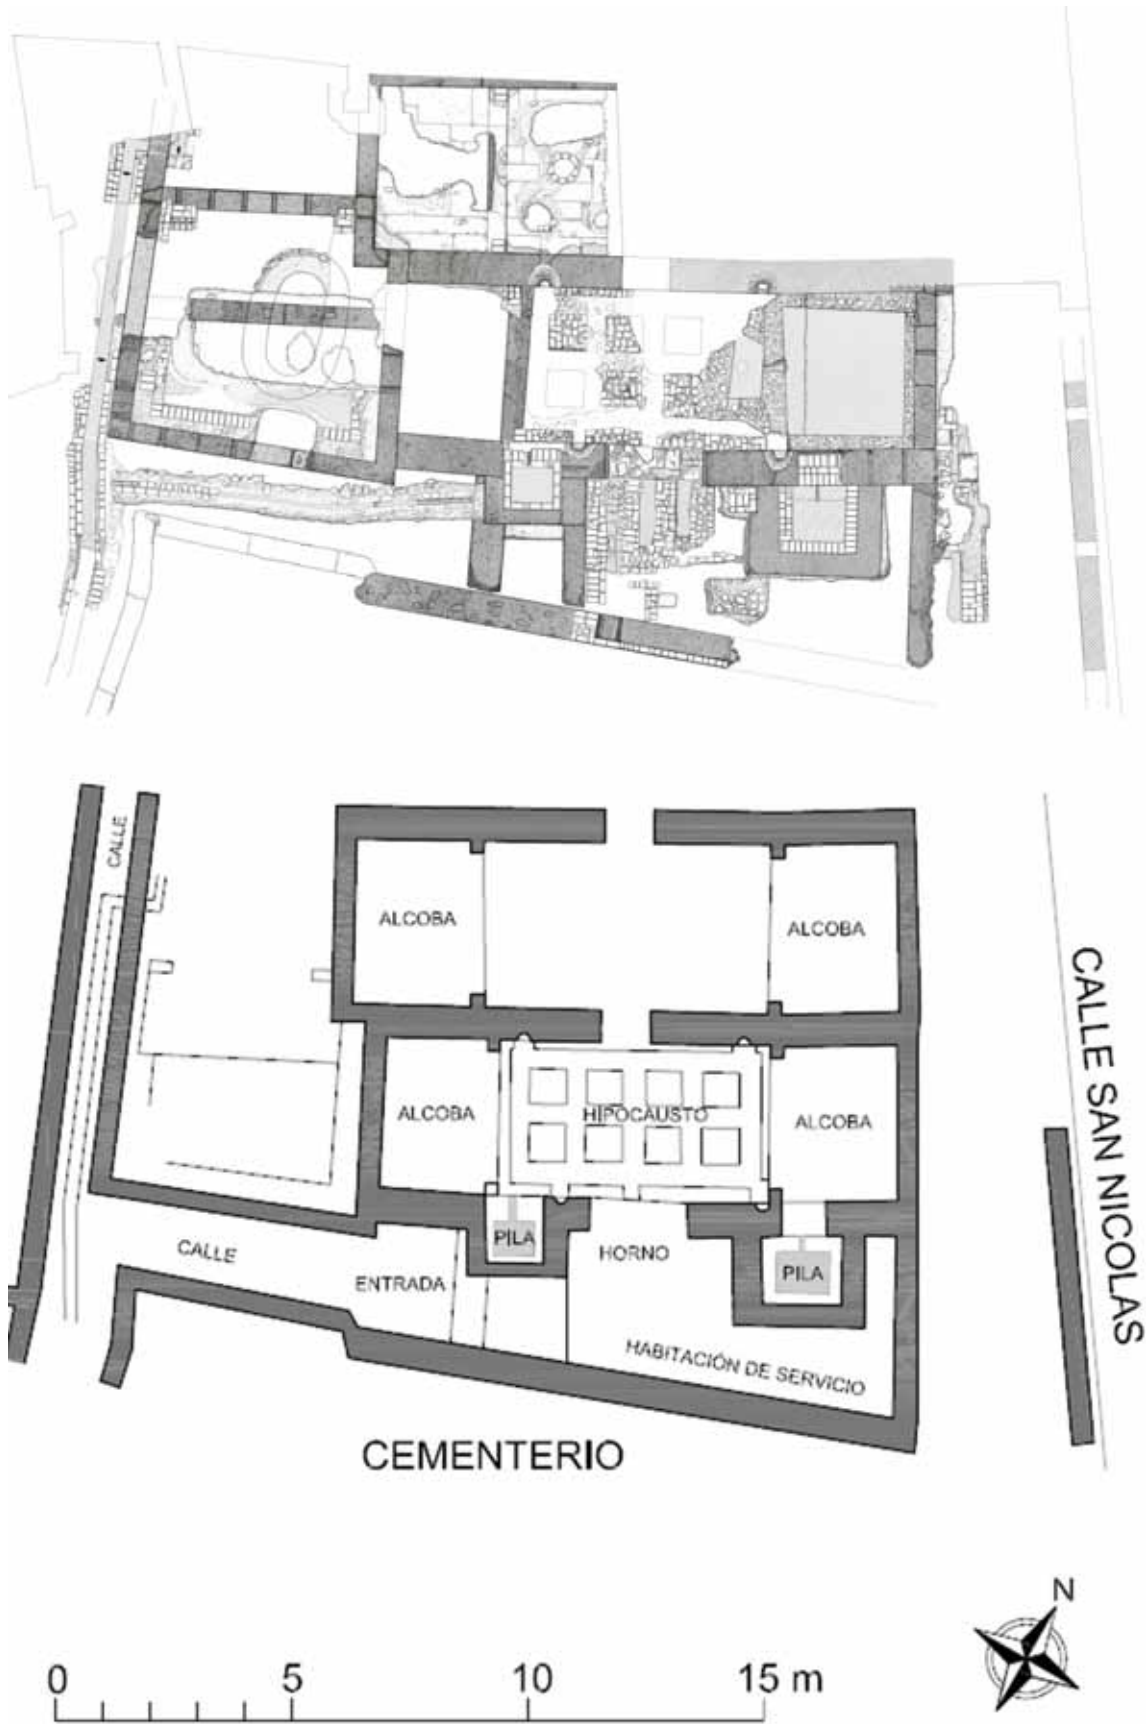 CALLE
ALCOBA
ALCOBA
ALCOBA
HIPOCAUSTO
ALCOBA
CALLE SAN NICOLAS
PILA
CALLE
HORNO
ENTRADA
PILA
HABITACIÓN DE SERVICIO
CEMENTERIO
N
0 5 10 15 m